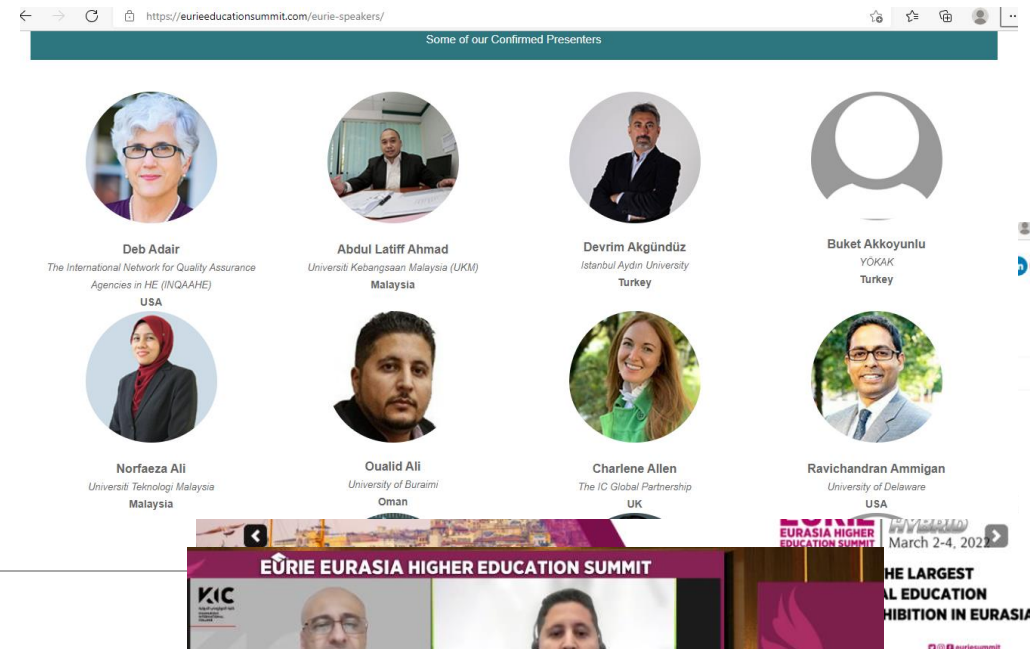 https://eurieeducationsummit.com/eurie-speakers/
Some of our Confirmed Presenters
Deb Adair
The International Network for Quality Assurance
Agencies in HE (INQAAHE)
USA
Abdul Latiff Ahmad
Universiti Kebangsaan Malaysia (UKM)
Malaysia
Devrim Akgündüz
Istanbul Aydın University
Turkey
Buket Akkoyunlu
YÖKAK
Turkey
Norfaeza Ali
Universiti Teknologi Malaysia
Malaysia
Oualid Ali
University of Buraimi
Oman
Charlene Allen
The IC Global Partnership
UK
Ravichandran Ammigan
University of Delaware
USA
EURIE
EURASIA HIGHER
EDUCATION SUMMIT
HYBRID
March 2-4, 2022
EURIE EURASIA HIGHER EDUCATION SUMMIT
KIC
HE LARGEST
AL EDUCATION
HIBITION IN EURASIA
euriesummit